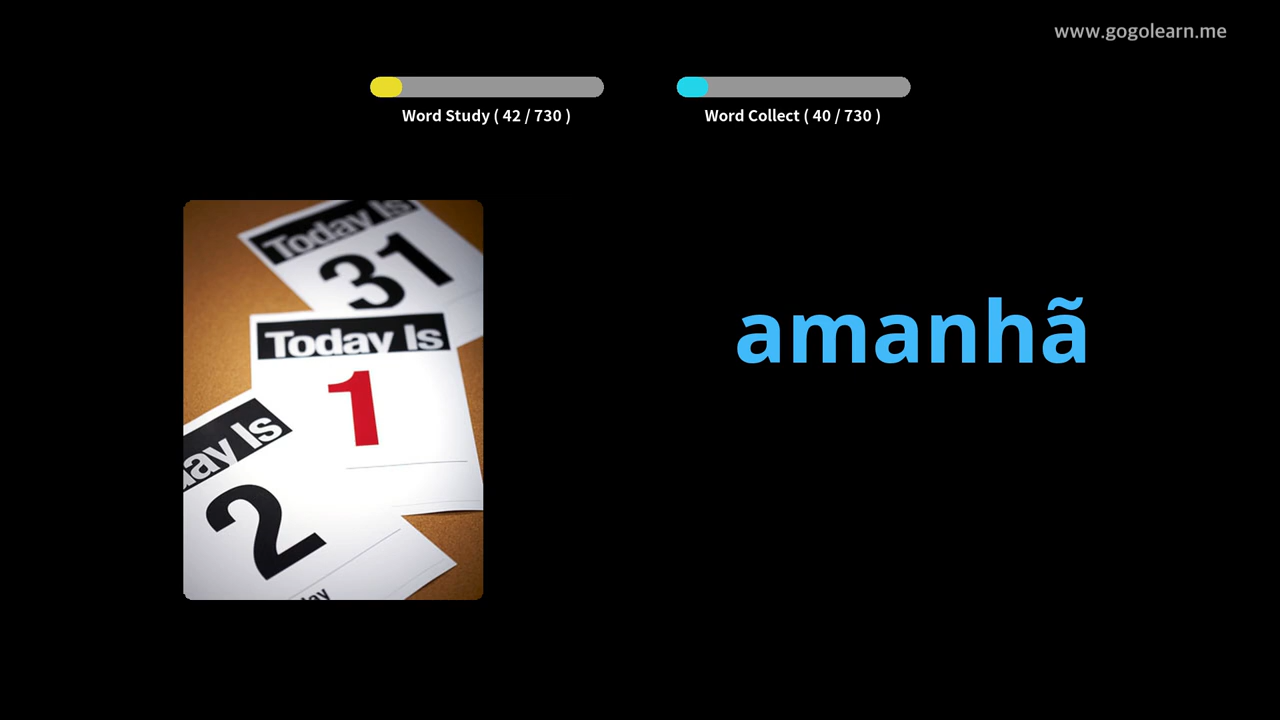 www.gogolearn.me
Word Study ( 42 / 730 )
Word Collect ( 40 / 730 )
Today Is
31
Today Is
1
ay Is
2
ay
amanhã